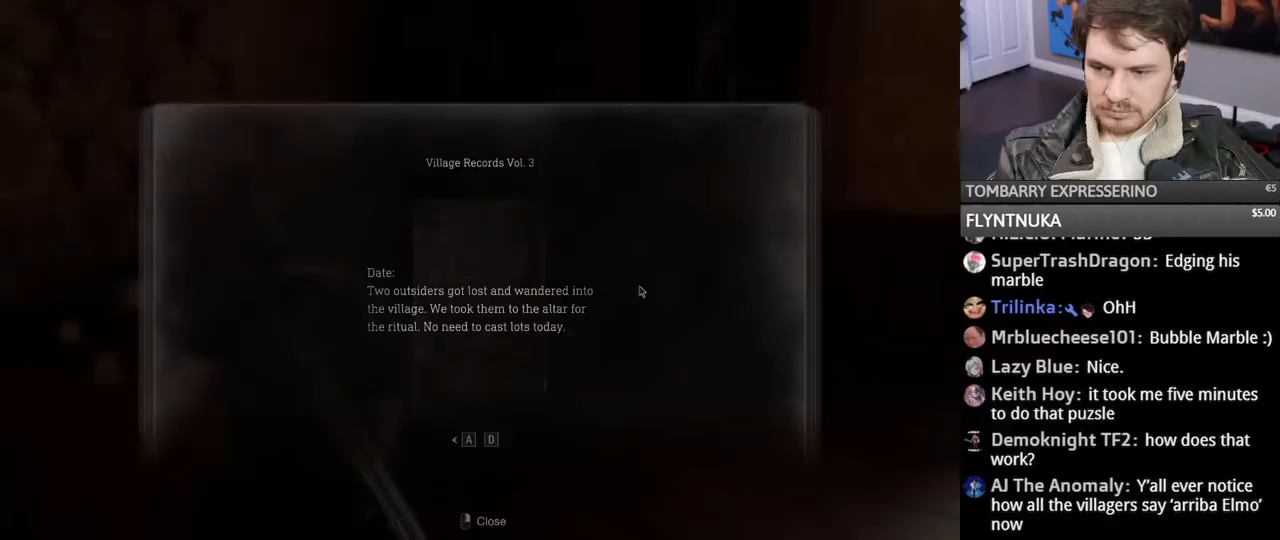 Village Records Vol. 3
Date:
Two outsiders got lost and wandered into
the village. We took them to the altar for
the ritual. No need to cast lots today.
< A D
Close
TOMBARRY EXPRESSERINO €5
FLYNTNUKA $5.00
SuperTrashDragon: Edging his
marble
Trilinka: OhH
Mrbluecheese101: Bubble Marble :)
Lazy Blue: Nice.
Keith Hoy: it took me five minutes
to do that puzsle
Demoknight TF2: how does that
work?
AJ The Anomaly: Y'all ever notice
how all the villagers say 'arriba Elmo'
now